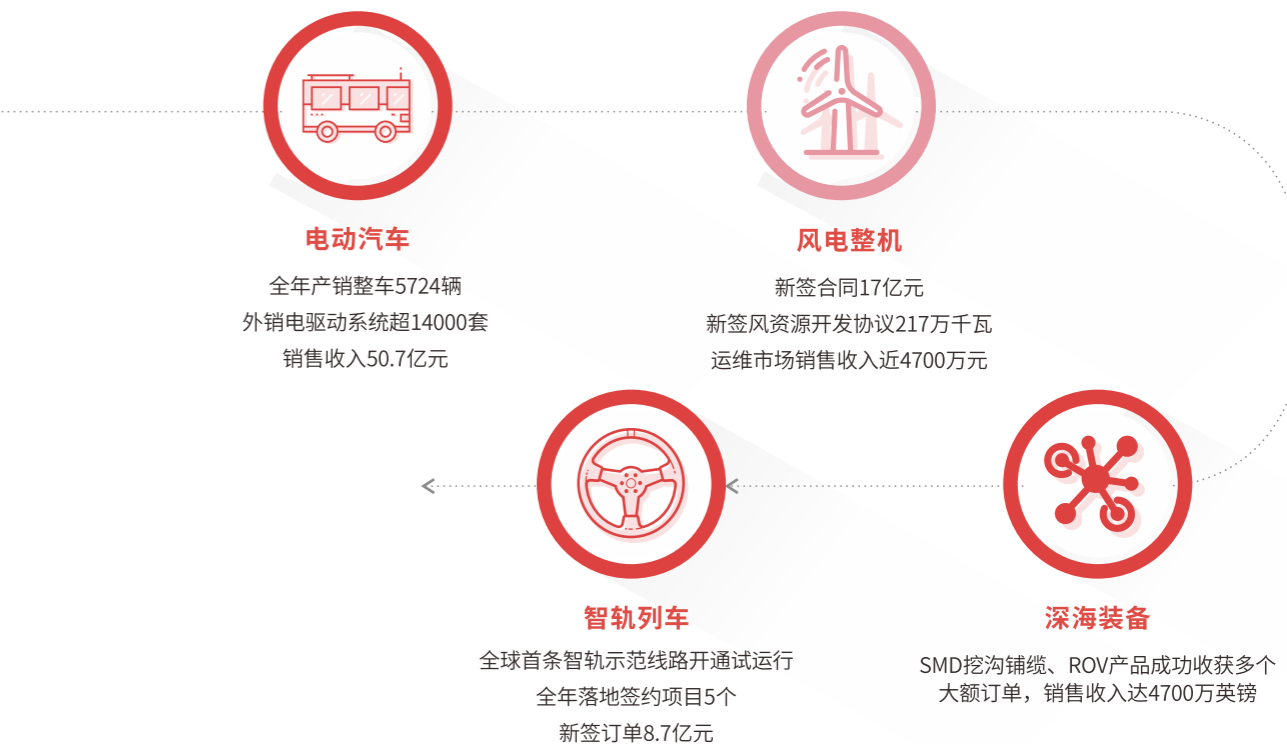 电动汽车
全年产销整车5724辆
外销电驱动系统超14000套
销售收入50.7亿元
风电整机
新签合同17亿元
新签风资源开发协议217万千瓦
运维市场销售收入近4700万元
智轨列车
全球首条智轨示范线路开通试运行
全年落地签约项目5个
新签订单8.7亿元
深海装备
SMD挖沟铺缆、ROV产品成功收获多个
大额订单，销售收入达4700万英镑